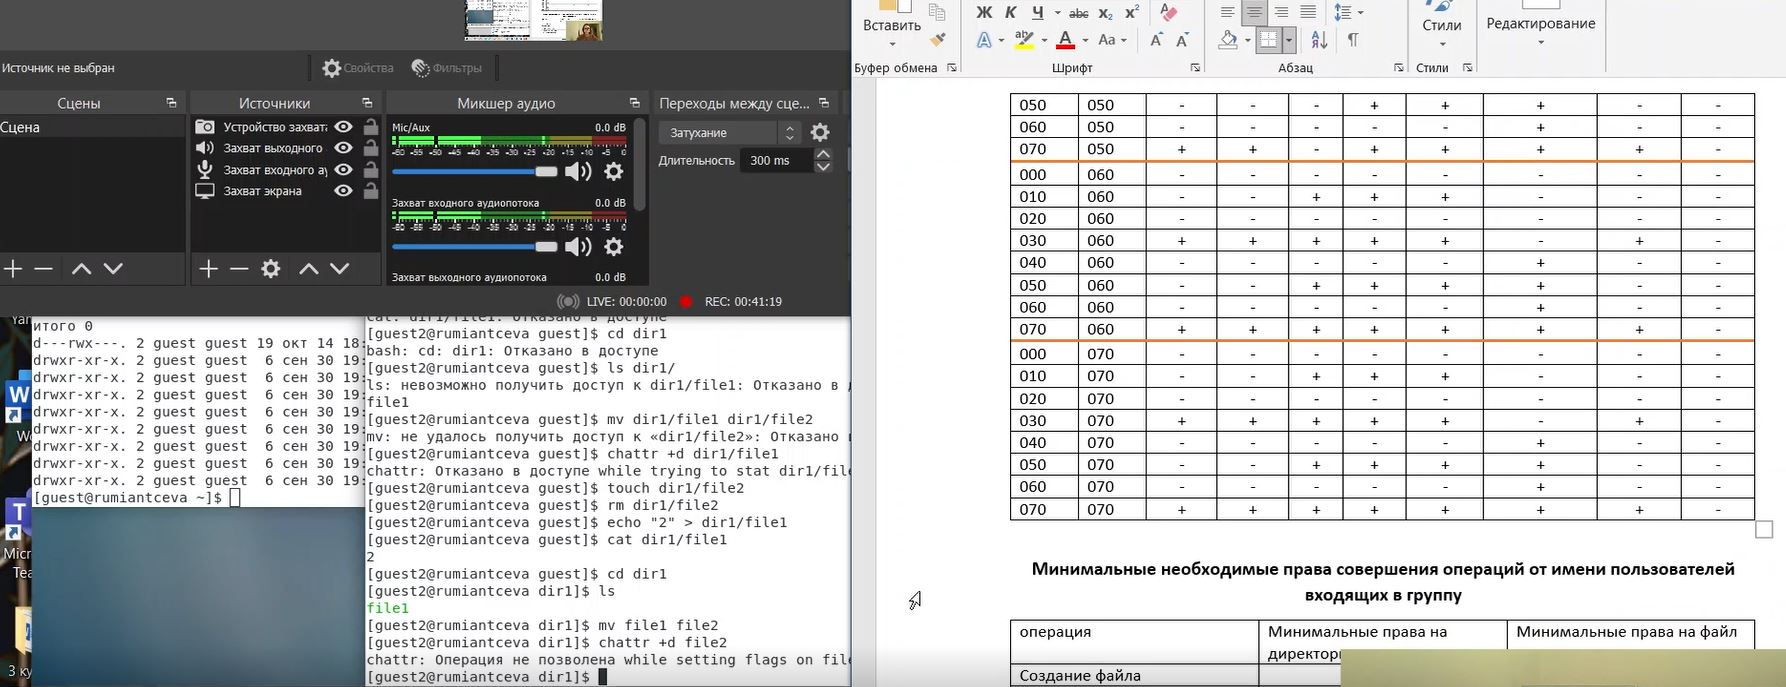 Источник не выбран
Свойства
Фильтры
Сцены
Источники
Микшер аудио
Переходы между сце...
Сцена
Устройство захвата
Захват выходного
Захват входного ау
Захват экрана
Mic/Aux 0.0 dB
-60 -55 -50 -45 -40 -35 -30 -25 -20 -15 -10 -5 0
Захват входного аудиопотока 0.0 dB
-60 -55 -50 -45 -40 -35 -30 -25 -20 -15 -10 -5 0
Захват выходного аудиопотока 0.0 dB
Затухание
Длительность 300 ms
LIVE: 00:00:00 REC: 00:41:19
итого 0
d---rwx---. 2 guest guest 19 окт 14 18:
drwxr-xr-x. 2 guest guest 6 сен 30 19:
drwxr-xr-x. 2 guest guest 6 сен 30 19:
drwxr-xr-x. 2 guest guest 6 сен 30 19:
drwxr-xr-x. 2 guest guest 6 сен 30 19:
drwxr-xr-x. 2 guest guest 6 сен 30 19:
drwxr-xr-x. 2 guest guest 6 сен 30 19:
drwxr-xr-x. 2 guest guest 6 сен 30 19:
drwxr-xr-x. 2 guest guest 6 сен 30 19:
[guest@rumiantceva ~]$
cat: dir1/file1: Отказано в доступе
[guest2@rumiantceva guest]$ cd dir1
bash: cd: dir1: Отказано в доступе
[guest2@rumiantceva guest]$ ls dir1/
ls: невозможно получить доступ к dir1/file1: Отказано в д
file1
[guest2@rumiantceva guest]$ mv dir1/file1 dir1/file2
mv: не удалось получить доступ к «dir1/file2»: Отказано в
[guest2@rumiantceva guest]$ chattr +d dir1/file1
chattr: Отказано в доступе while trying to stat dir1/file
[guest2@rumiantceva guest]$ touch dir1/file2
[guest2@rumiantceva guest]$ rm dir1/file2
[guest2@rumiantceva guest]$ echo "2" > dir1/file1
[guest2@rumiantceva guest]$ cat dir1/file1
2
[guest2@rumiantceva guest]$ cd dir1
[guest2@rumiantceva dir1]$ ls
file1
[guest2@rumiantceva dir1]$ mv file1 file2
[guest2@rumiantceva dir1]$ chattr +d file2
chattr: Операция не позволена while setting flags on file
[guest2@rumiantceva dir1]$
W
T
Micr
Tea
3 ку
Вставить
Ж К Ч abc x₂ x²
А ab А Aa А А
Стили
Редактирование
Буфер обмена
Шрифт
Абзац
Стили
050 050 - - - + + + - -
060 050 - - - - - + - -
070 050 + + - + + + + -
000 060 - - - - - - - -
010 060 - - + + + - - -
020 060 - - - - - - - -
030 060 + + + + + - + -
040 060 - - - - - + - -
050 060 - - + + + + - -
060 060 - - - - - + - -
070 060 + + + + + + + -
000 070 - - - - - - - -
010 070 - - + + + - - -
020 070 - - - - - - - -
030 070 + + + + + - + -
040 070 - - - - - + - -
050 070 - - + + + + - -
060 070 - - - - - + - -
070 070 + + + + + + + -
Минимальные необходимые права совершения операций от имени пользователей
входящих в группу
операция
Минимальные права на
директор
Минимальные права на файл
Создание файла